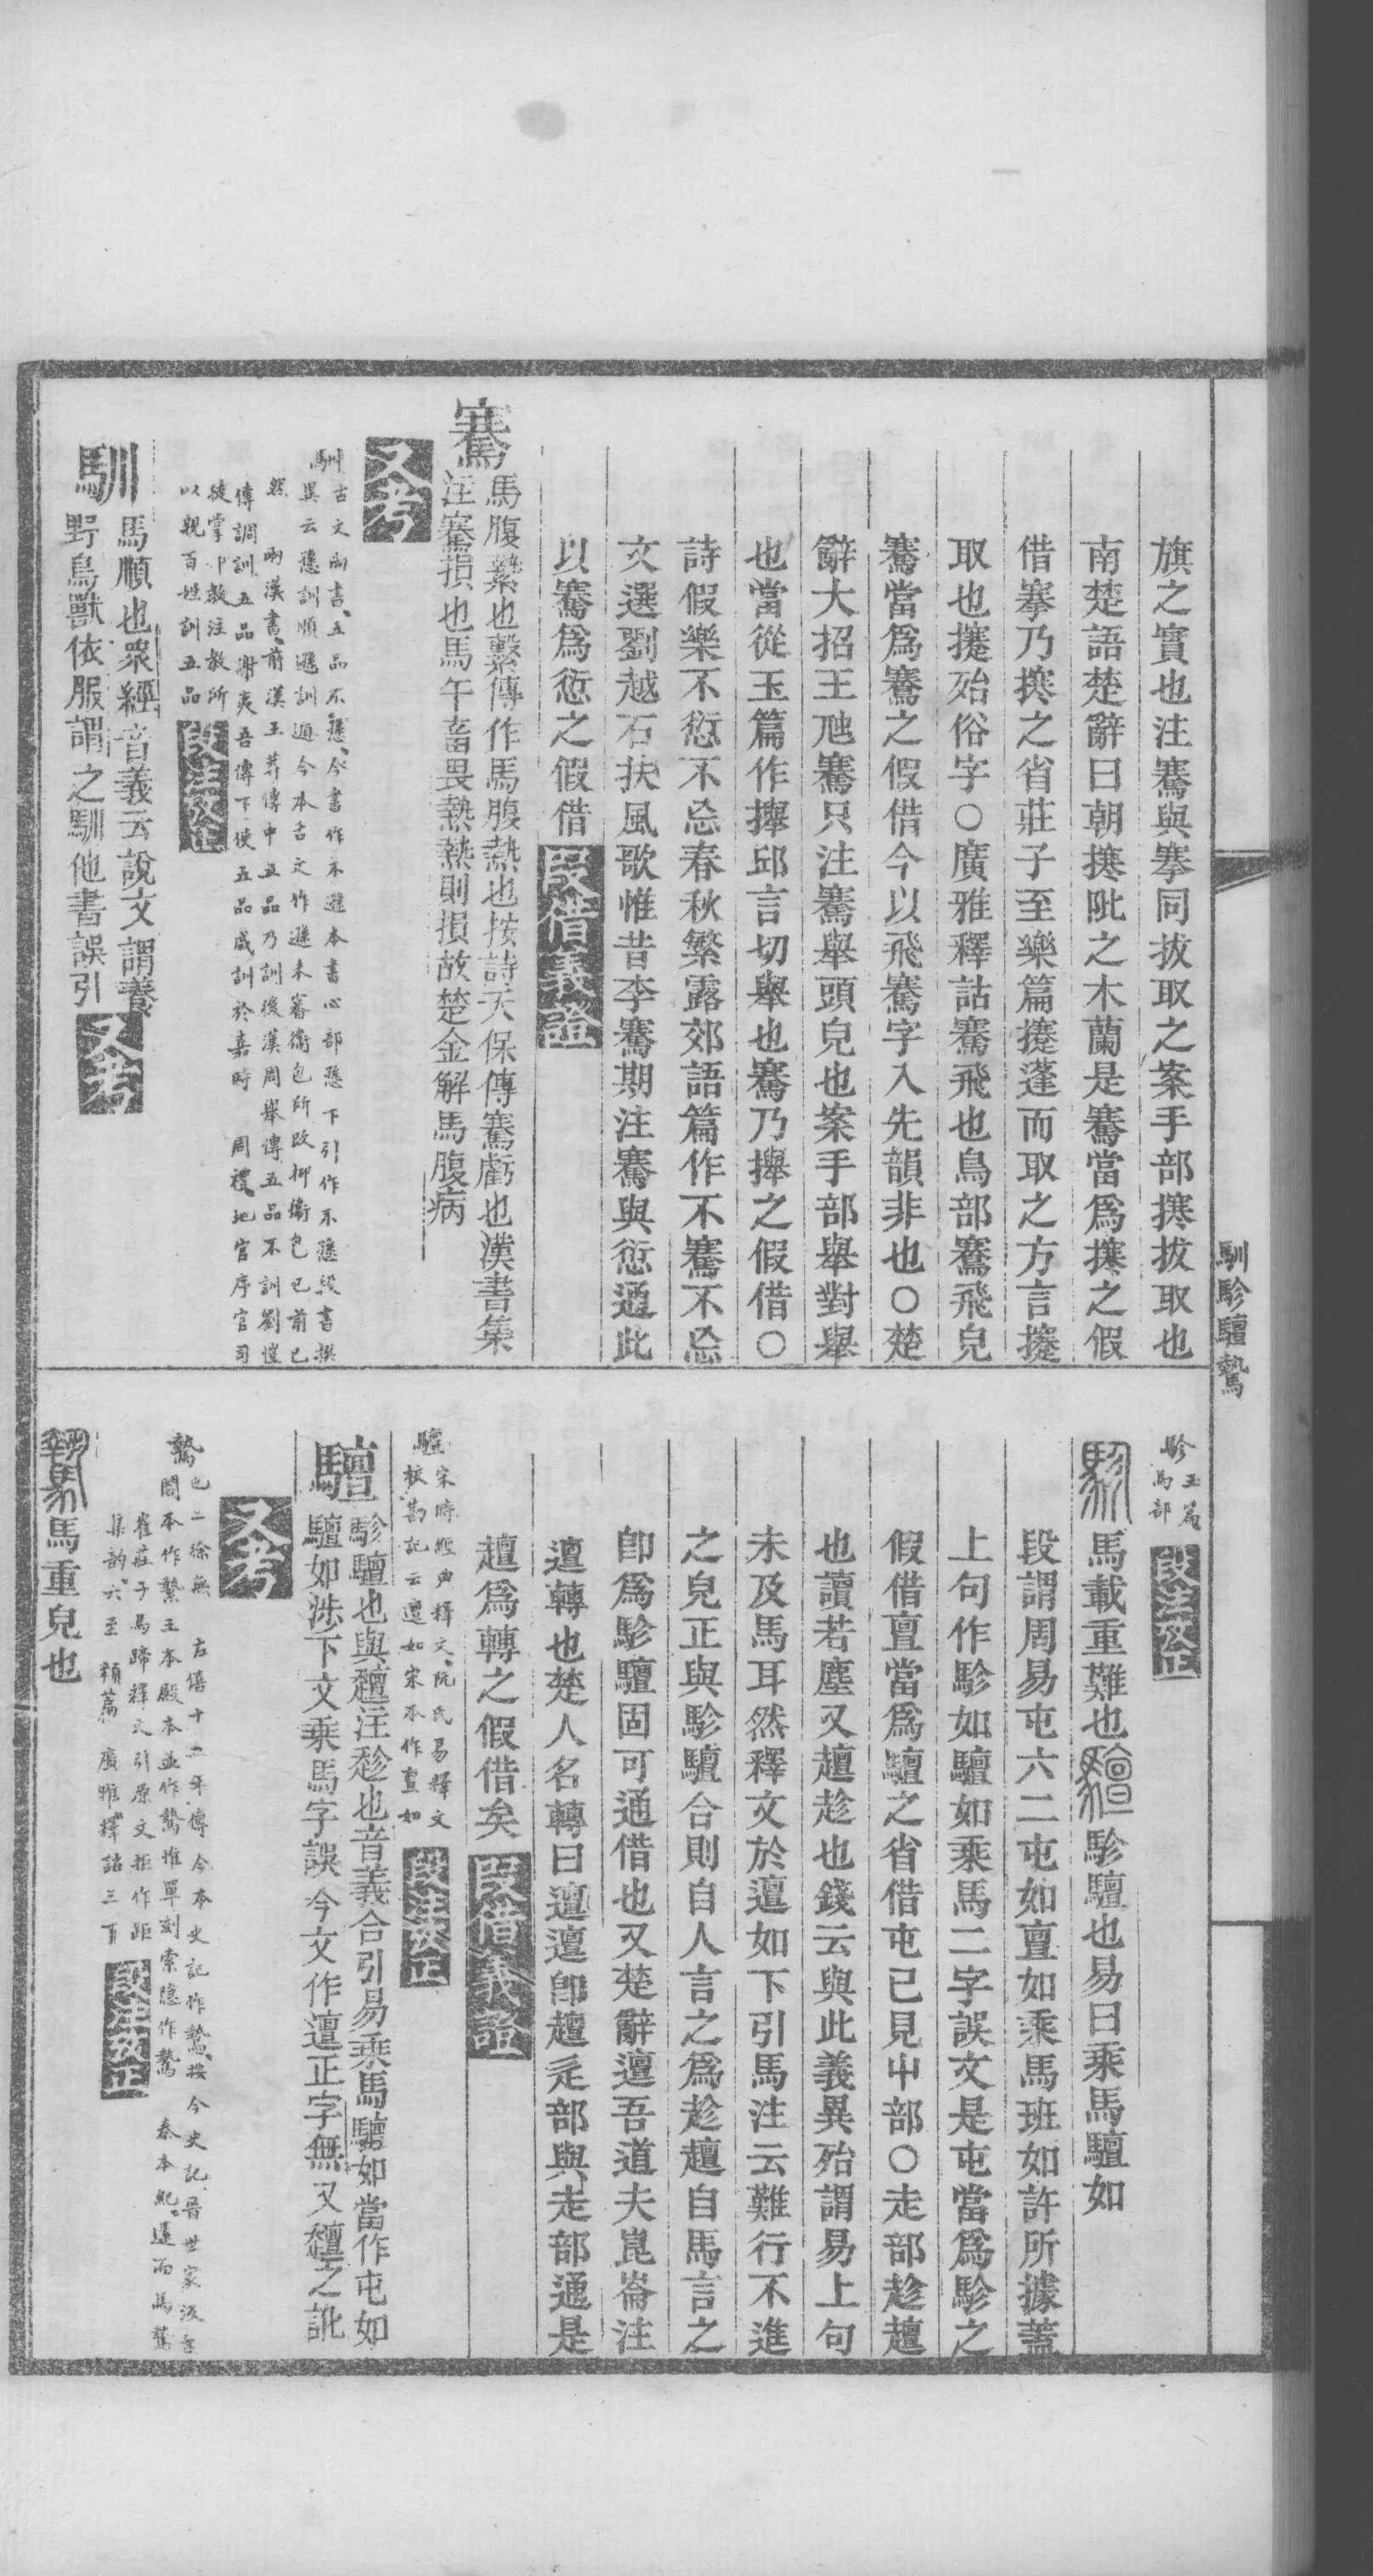 旗之實也注騫與搴同拔取之案手部攓拔取也
南楚語楚辭曰朝攓阰之木蘭是騫當爲攓之假
借搴乃攓之省莊子至樂篇攓蓬而取之方言攓
取也攓殆俗字○廣雅釋詁騫飛也鳥部鶱飛皃
騫當爲鶱之假借今以飛騫字入先韻非也○楚
辭大招王虺騫只注騫舉頭皃也案手部舉對舉
也當從玉篇作㩮邱言切舉也騫乃㩮之假借○
詩假樂不愆不忘春秋繁露郊語篇作不騫不忘
文選劉越石扶風歌惟昔李騫期注騫與愆通此
以騫爲愆之假借 段借義證
騫 馬腹縶也繫傳作馬腹熱也按詩天保傳騫虧也漢書集
注騫損也馬午畜畏熱熱則損故楚金解馬腹病
又考
馴 古文尚書五品不愻今書作不遜本書心部愻下引作不愻段書撰
異云愻訓順遜訓遁今本古文作遜未審衞包所改抑衞包已前已
然 兩漢書前漢王莽傳中五品乃訓後漢周舉傳五品不訓劉愷
傳調訓五品謝夷吾傳下使五品咸訓於嘉時 周禮地官序官司
徒掌邦敎注敎所
以親百姓訓五品 段注攷正
馴 馬順也衆經音義云說文謂養
野鳥獸依服謂之馴他書誤引 又考
馴駗驙騺
駗 玉篇
馬部 段注攷正
駗 馬載重難也驙駗驙也易曰乘馬驙如
段謂周易屯六二屯如亶如乘馬班如許所據蓋
上句作駗如驙如乘馬二字誤文是屯當爲駗之
假借亶當爲驙之省借屯已見屮部○走部趁䞾
也讀若塵又䞾趁也錢云與此義異殆謂易上句
未及馬耳然釋文於邅如下引馬注云難行不進
之皃正與駗驙合則自人言之爲趁䞾自馬言之
卽爲駗驙固可通借也又楚辭邅吾道夫崑崙注
邅轉也楚人名轉曰邅邅卽䞾辵部與走部通是
䞾爲轉之假借矣 段借義證
驙 宋時經典釋文阮氏易釋文
校勘記云邅如宋本作亶如 段注攷正
驙 駗驙也與䞾注趁也音義合引易乘馬驙如當作屯如
驙如涉下文乘馬字誤今文作邅正字無又䞾之訛
又考
騺 也二徐無 左僖十五年傳今本史記作騺按今史記晉世家汲古
閣本作縶王本殿本並作騺惟單刻索隱作騺 秦本紀還而馬騺
崔莊子馬蹄釋文引原文拒作距
集韵六至 類篇 廣雅釋詁三下 段注攷正
騺 馬重皃也